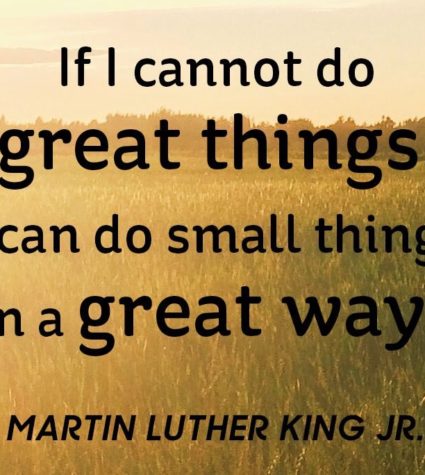 If I cannot do
great things
can do small thing
n a great way
MARTIN LUTHER KING JR.